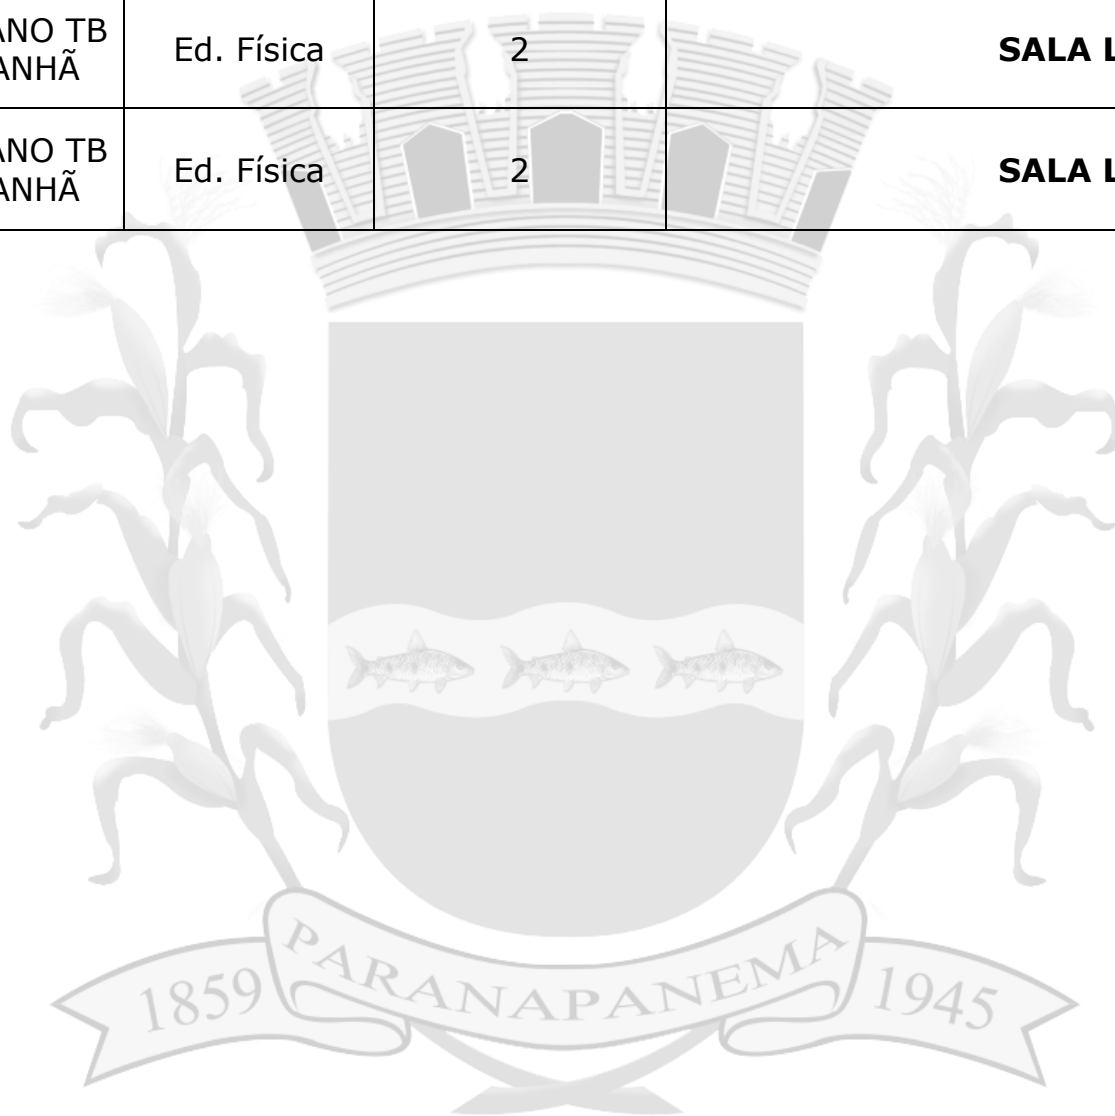 ANO TB
ANHÃ
Ed. Física
2
SALA L
ANO TB
ANHÃ
Ed. Física
2
SALA L
1859
PARANAPANEMA
1945